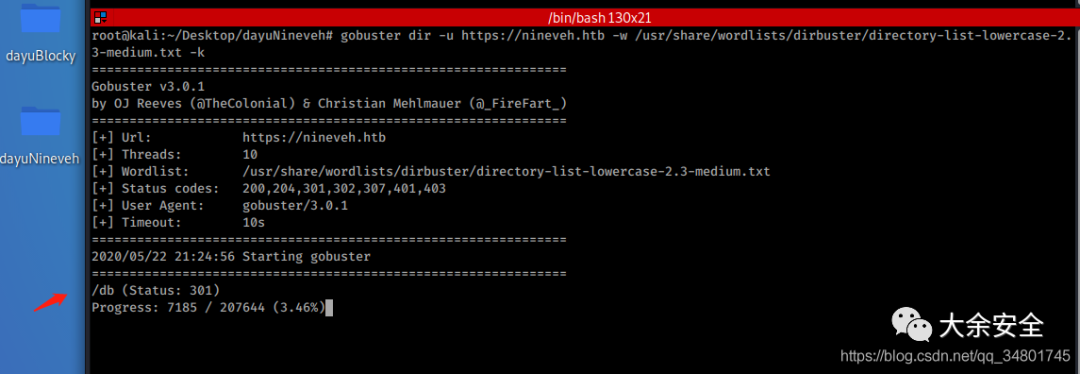 /bin/bash 130x21
root@kali:~/Desktop/dayuNineveh# gobuster dir -u https://nineveh.htb -w /usr/share/wordlists/dirbuster/directory-list-lowercase-2.
3-medium.txt -k
===============================================================
Gobuster v3.0.1
by OJ Reeves (@TheColonial) & Christian Mehlmauer (@_FireFart_)
===============================================================
[+] Url:            https://nineveh.htb
[+] Threads:        10
[+] Wordlist:       /usr/share/wordlists/dirbuster/directory-list-lowercase-2.3-medium.txt
[+] Status codes:   200,204,301,302,307,401,403
[+] User Agent:     gobuster/3.0.1
[+] Timeout:        10s
===============================================================
2020/05/22 21:24:56 Starting gobuster
===============================================================
/db (Status: 301)
Progress: 7185 / 207644 (3.46%)
dayuBlocky
dayuNineveh
大余安全
https://blog.csdn.net/qq_34801745